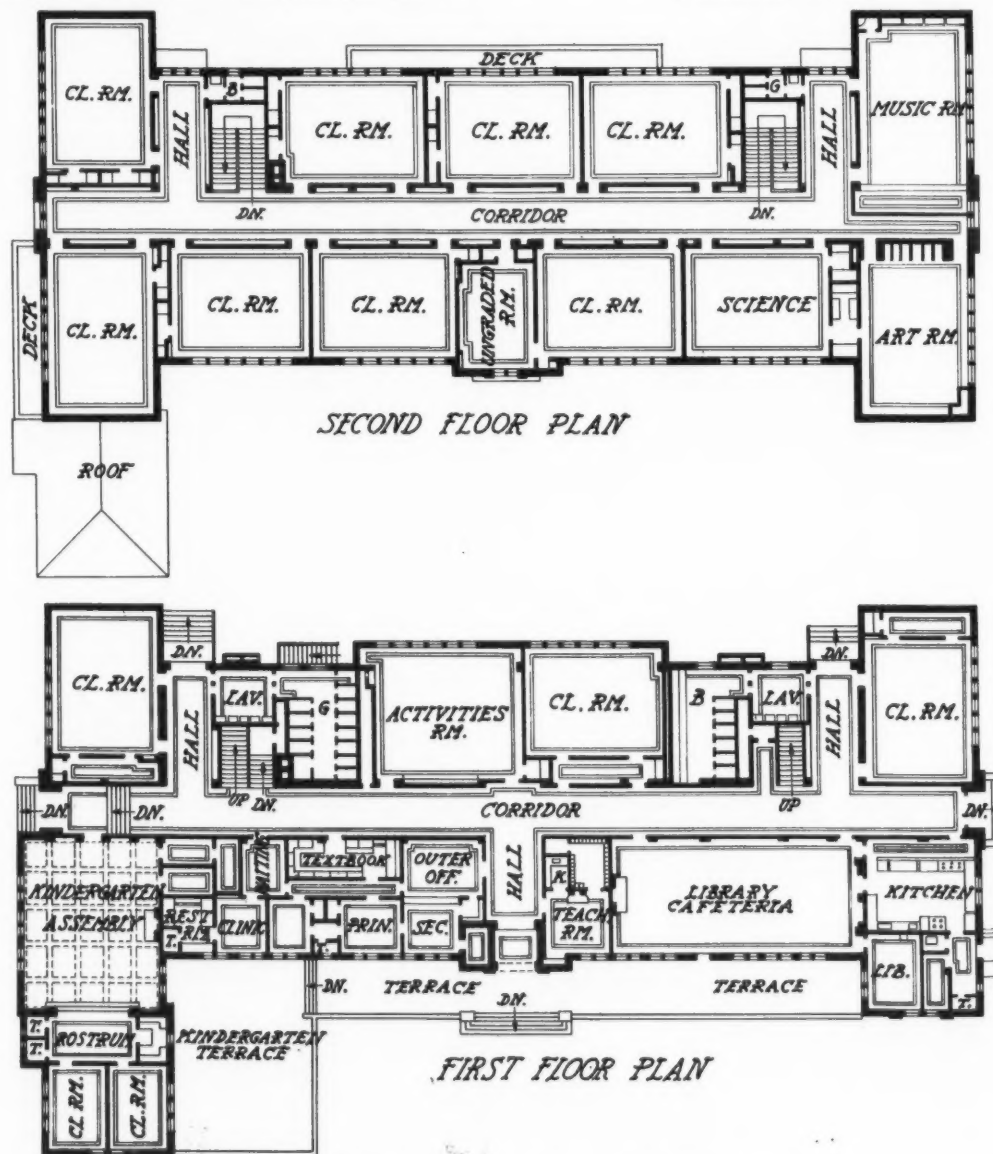 DECK
CL. RM.
B
G
MUSIC RM.
HALL
CL. RM.
CL. RM.
CL. RM.
HALL
DN.
CORRIDOR
DN.
DECK
CL. RM.
CL. RM.
CL. RM.
UNGRADED
RM.
CL. RM.
SCIENCE
ART RM.
SECOND FLOOR PLAN
ROOF
DN.
DN.
CL. RM.
LAV.
G
ACTIVITIES
RM.
CL. RM.
B
LAV.
CL. RM.
HALL
HALL
UP
DN.
UP
DN.
DN.
CORRIDOR
DN.
KINDERGARTEN
ASSEMBLY
WAITING
TEXTBOOK
OUTER
OFF.
HALL
K
LIBRARY
CAFETERIA
KITCHEN
REST
RM.
T.
CLINIC
PRIN.
SEC.
TEACH.
RM.
LIB.
T.
DN.
TERRACE
DN.
TERRACE
T.
T.
ROSTRUM
KINDERGARTEN
TERRACE
CL. RM.
CL. RM.
FIRST FLOOR PLAN